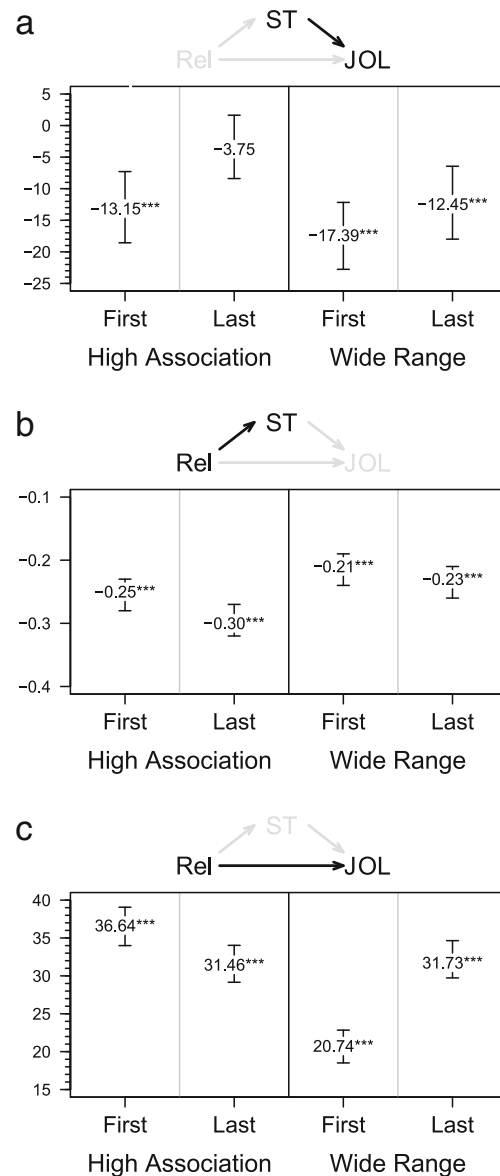 a
ST
Rel JOL
5
0
−5
−10
−15
−20
−25
−13.15***
−3.75
−17.39***
−12.45***
First Last First Last
High Association Wide Range
b
ST
Rel JOL
−0.1
−0.2
−0.3
−0.4
−0.25***
−0.30***
−0.21***
−0.23***
First Last First Last
High Association Wide Range
c
ST
Rel JOL
40
35
30
25
20
15
36.64***
31.46***
20.74***
31.73***
First Last First Last
High Association Wide Range